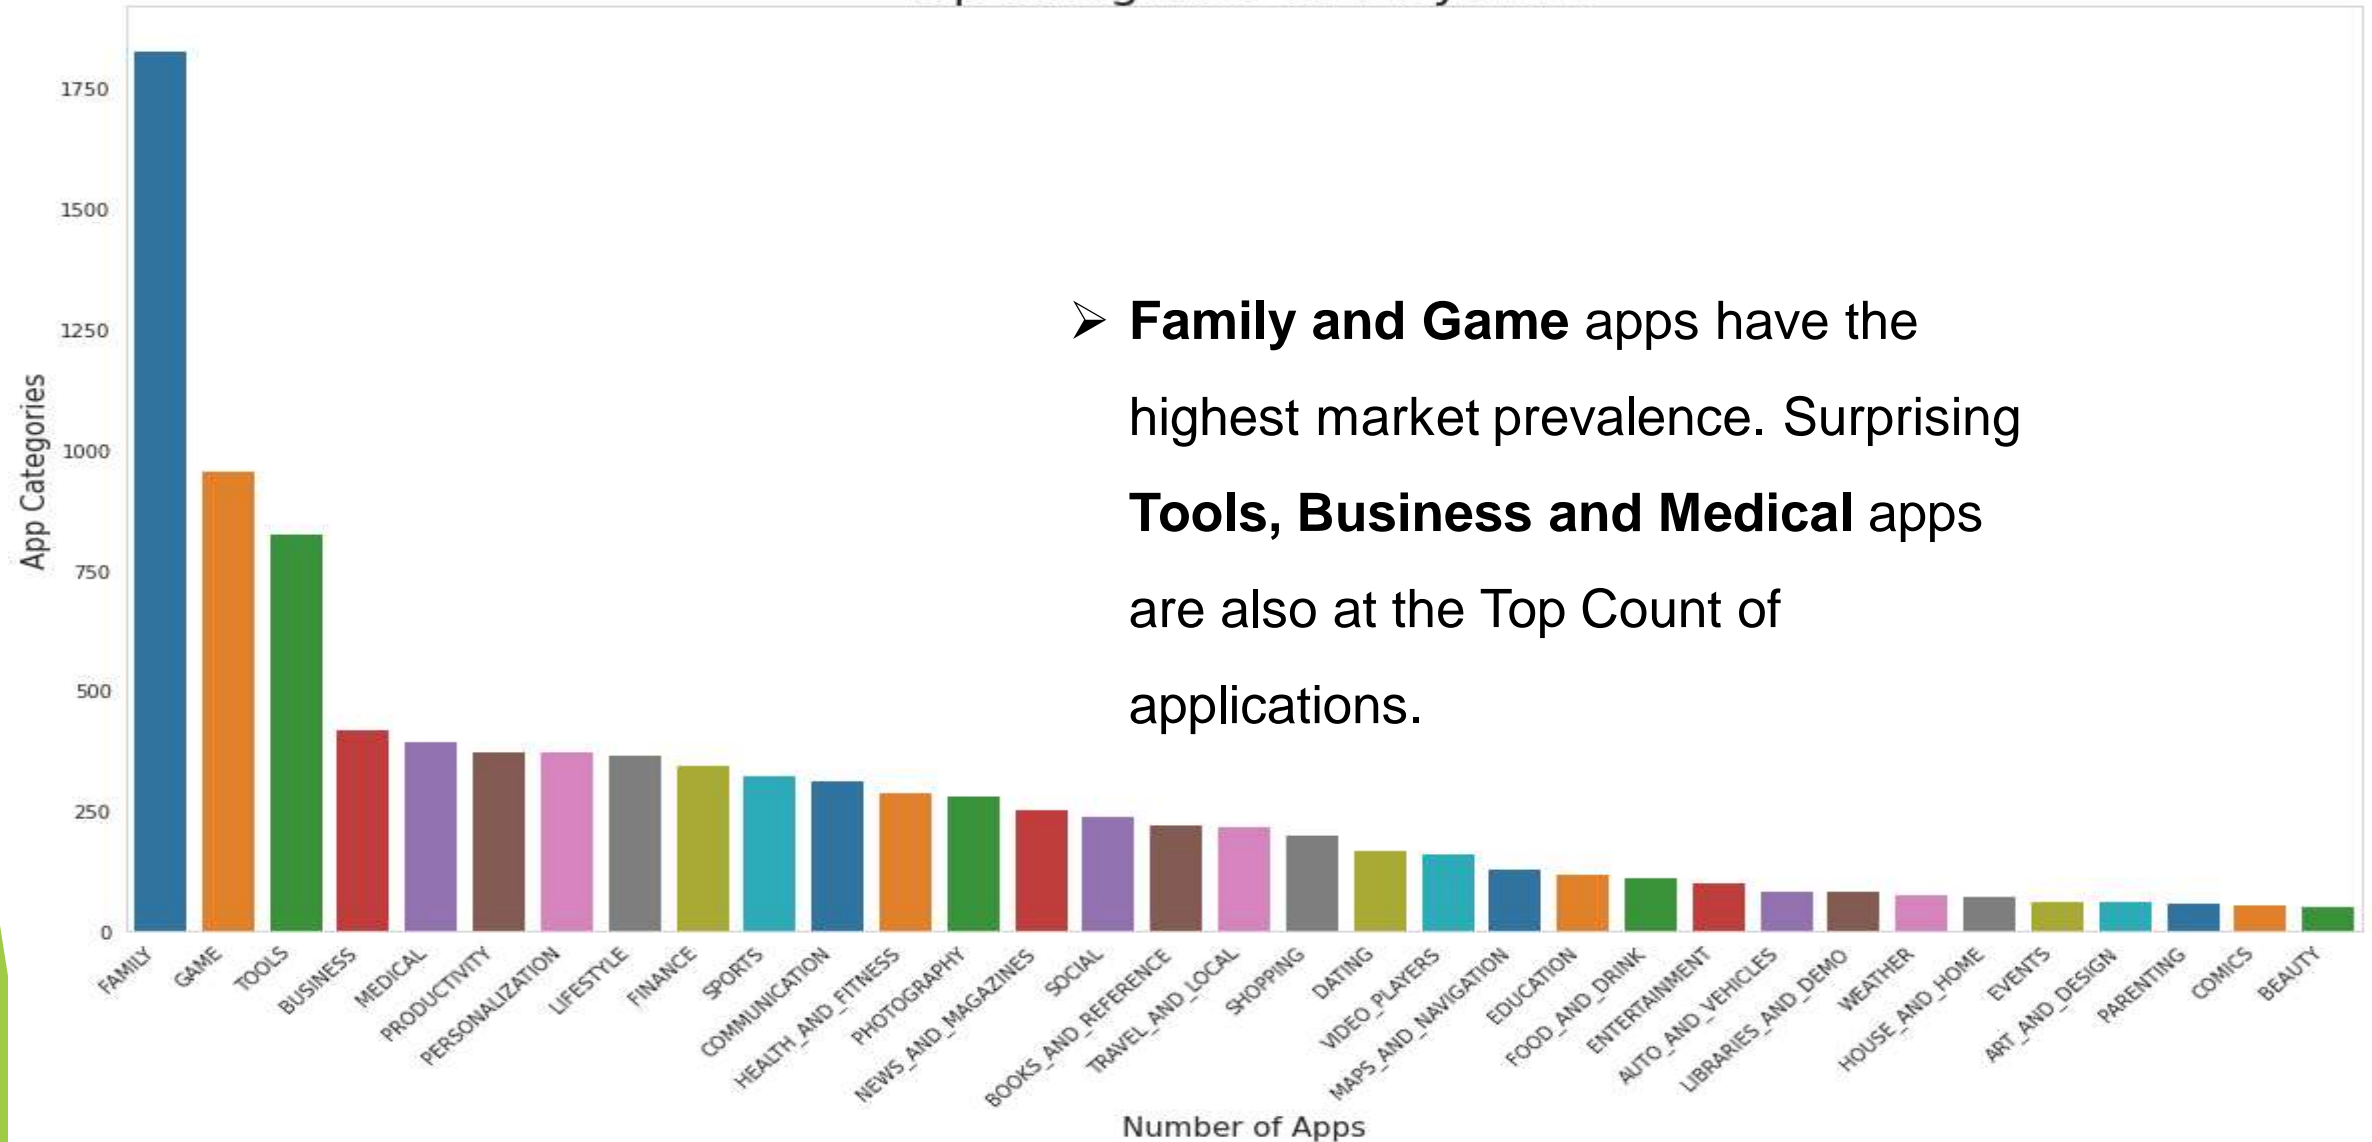 1750
1500
1250
1000
750
500
250
0
App Categories
➢ Family and Game apps have the
highest market prevalence. Surprising
Tools, Business and Medical apps
are also at the Top Count of
applications.
FAMILY
GAME
TOOLS
BUSINESS
MEDICAL
PRODUCTIVITY
PERSONALIZATION
LIFESTYLE
FINANCE
SPORTS
COMMUNICATION
HEALTH_AND_FITNESS
PHOTOGRAPHY
NEWS_AND_MAGAZINES
SOCIAL
BOOKS_AND_REFERENCE
TRAVEL_AND_LOCAL
SHOPPING
DATING
VIDEO_PLAYERS
MAPS_AND_NAVIGATION
EDUCATION
FOOD_AND_DRINK
ENTERTAINMENT
AUTO_AND_VEHICLES
LIBRARIES_AND_DEMO
WEATHER
HOUSE_AND_HOME
EVENTS
ART_AND_DESIGN
PARENTING
COMICS
BEAUTY
Number of Apps